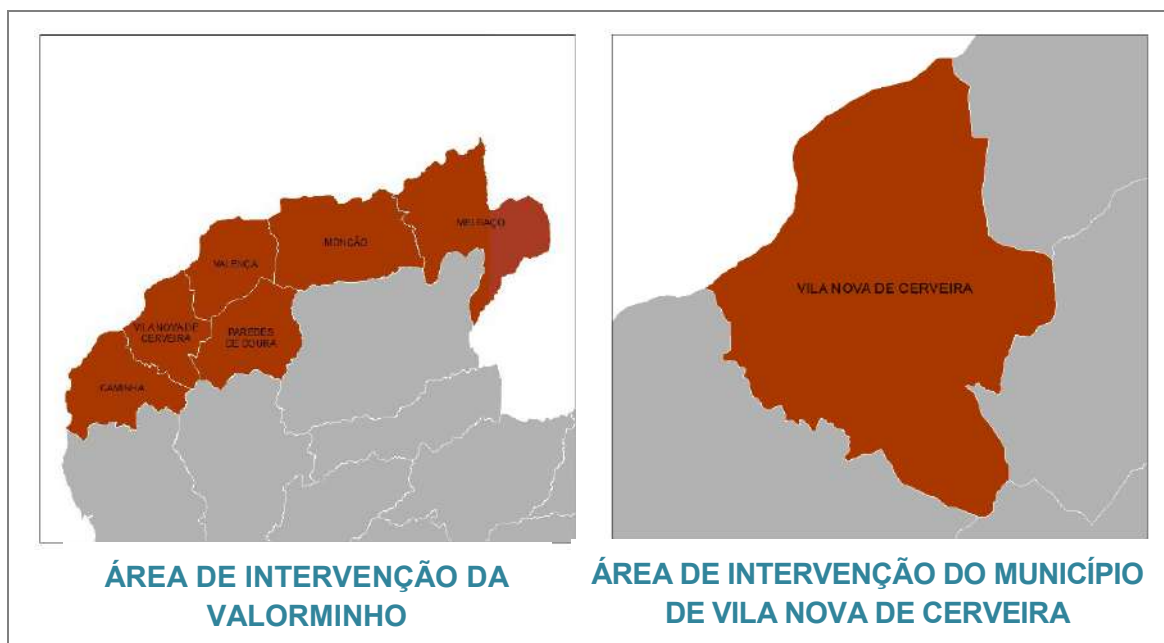 MELGAÇO
MONÇÃO
VALENÇA
VILA NOVA DE
CERVEIRA
PAREDES
DE COURA
CAMINHA
VILA NOVA DE CERVEIRA
ÁREA DE INTERVENÇÃO DA
VALORMINHO
ÁREA DE INTERVENÇÃO DO MUNICÍPIO
DE VILA NOVA DE CERVEIRA